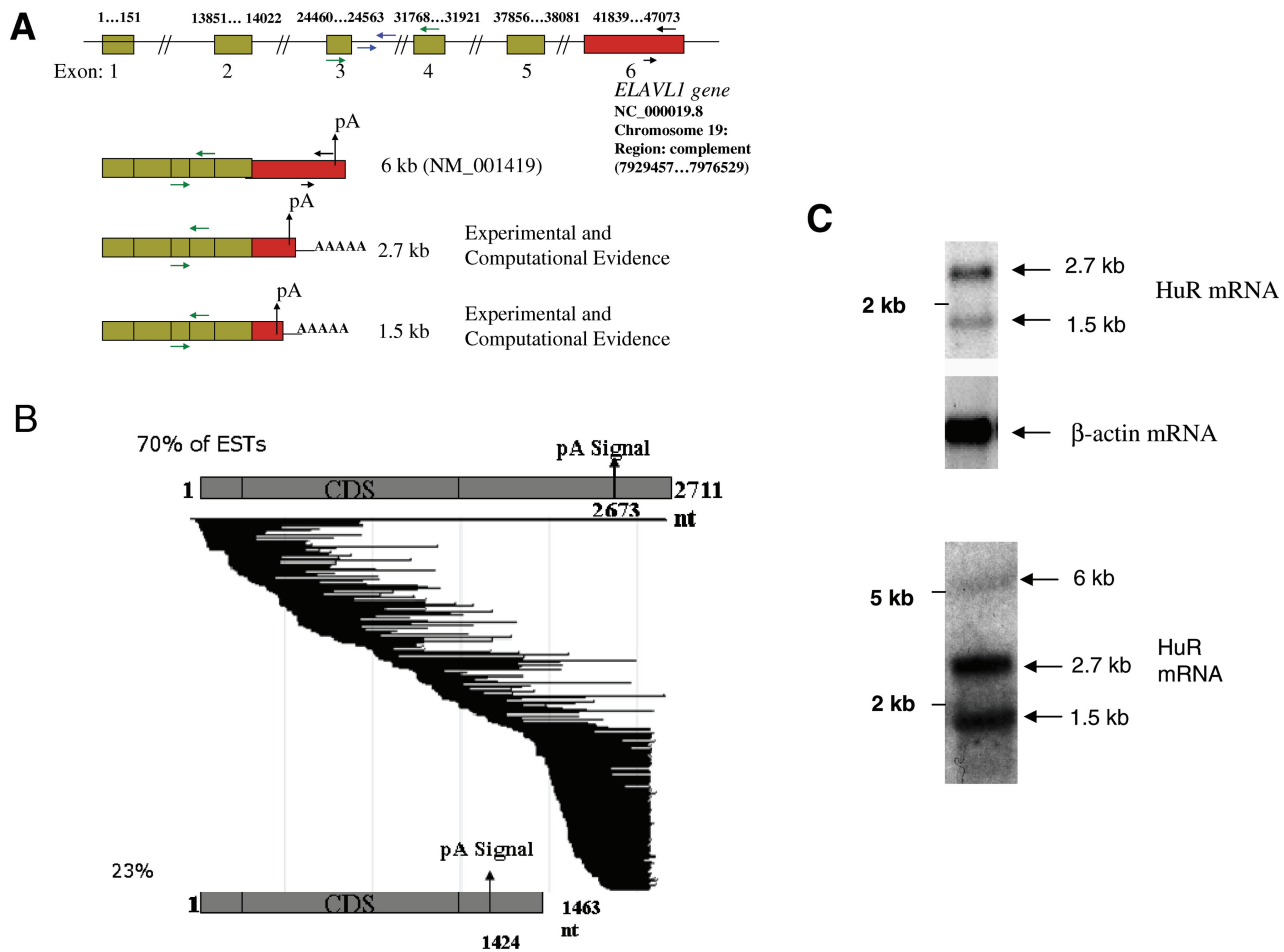 A
1...151
13851... 14022
24460...24563
31768...31921
37856...38081
41839...47073
Exon: 1
2
3
4
5
6
ELAVL1 gene
NC_000019.8
Chromosome 19:
Region: complement
(7929457...7976529)
pA
6 kb (NM_001419)
pA
AAAAA
2.7 kb
Experimental and
Computational Evidence
pA
AAAAA
1.5 kb
Experimental and
Computational Evidence
B
70% of ESTs
pA Signal
1
CDS
2711
nt
2673
23%
pA Signal
1
CDS
1463
nt
1424
C
2 kb
2.7 kb
HuR mRNA
1.5 kb
β-actin mRNA
5 kb
6 kb
2.7 kb
HuR
mRNA
2 kb
1.5 kb